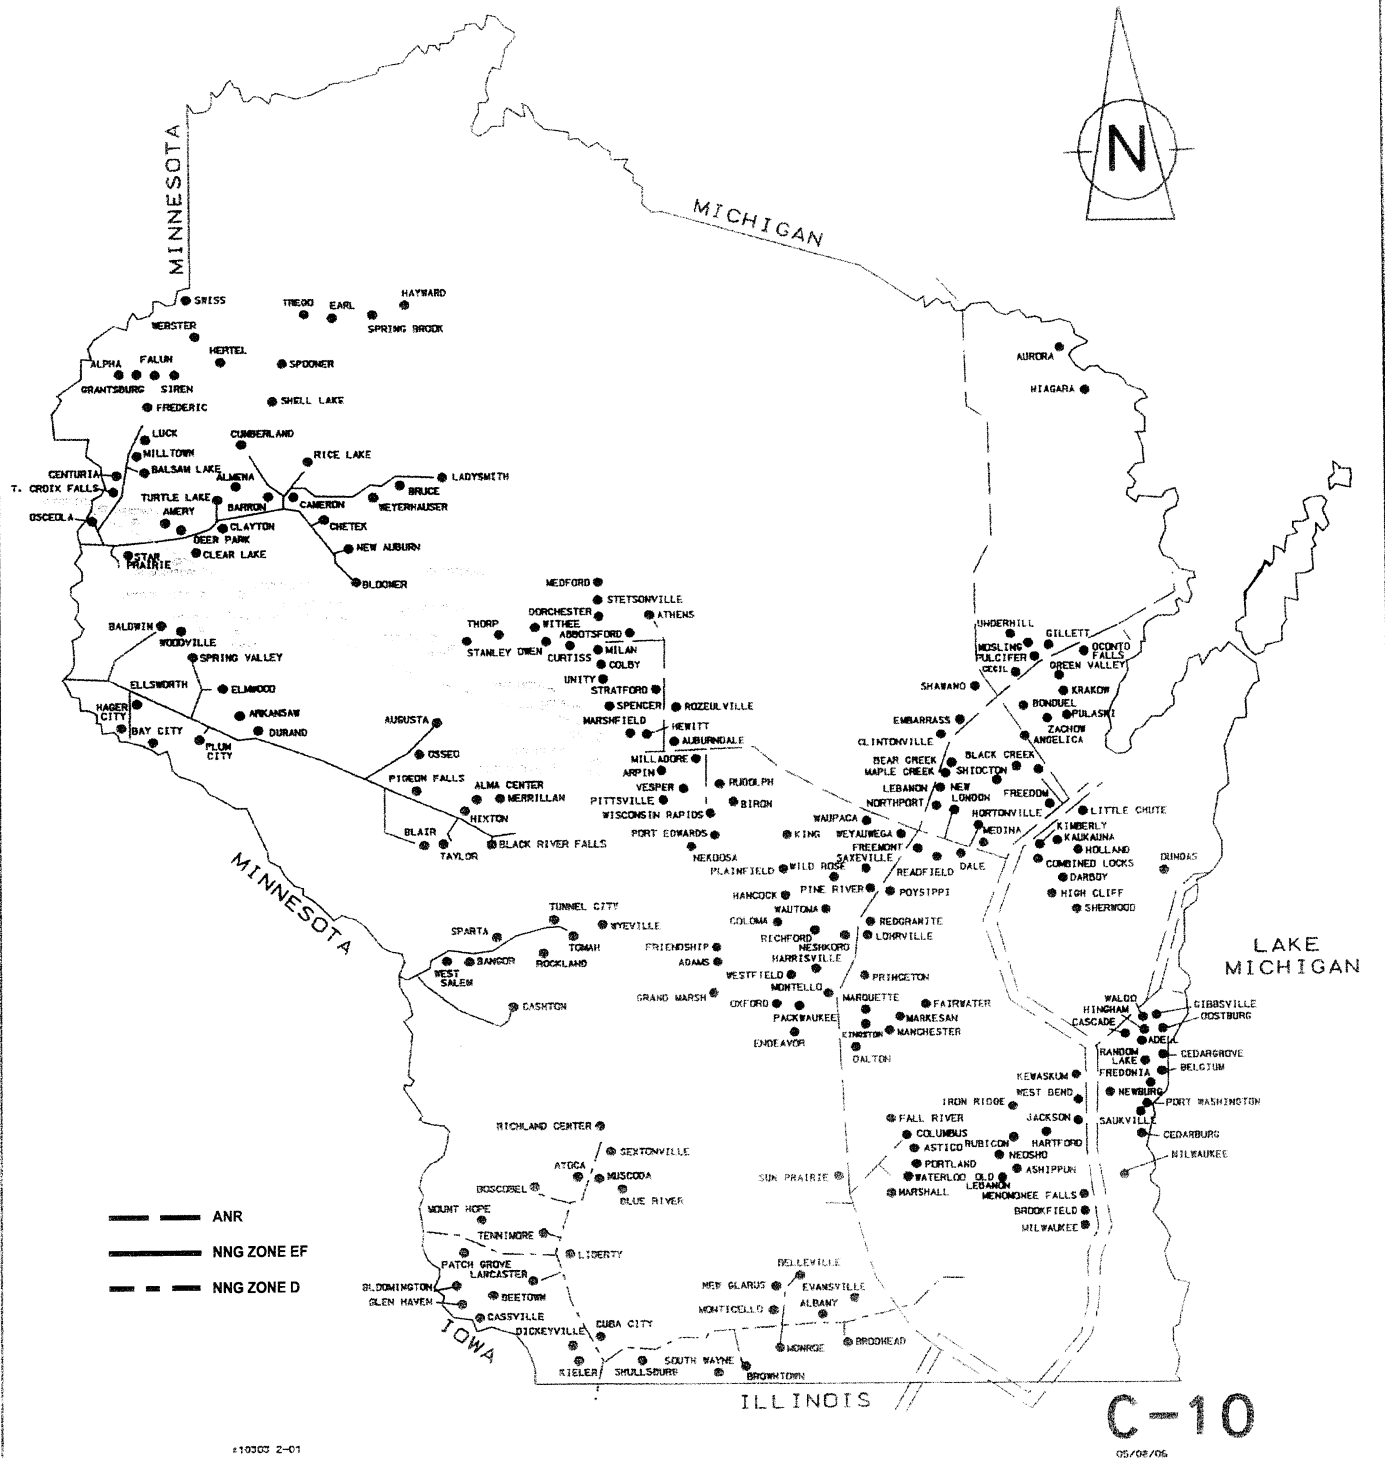 N
MINNESOTA
MICHIGAN
SWISS
TREGO
EARL
HAYWARD
SPRING BROOK
WEBSTER
HERTEL
SPOONER
ALPHA
FALUN
GRANTSBURG
SIREN
FREDERIC
SHELL LAKE
AURORA
NIAGARA
LUCK
MILLTOWN
CUMBERLAND
RICE LAKE
CENTURIA
BALSAM LAKE
LADYSMITH
T. CROIX FALLS
ALMENA
BRUCE
TURTLE LAKE
BARRON
CAMERON
WEYERHAUSER
OSCEOLA
AMERY
CLAYTON
CHETEK
DEER PARK
STAR
PRAIRIE
CLEAR LAKE
NEW AUBURN
BLOOMER
MEDFORD
STETSONVILLE
DORCHESTER
ATHENS
BALDWIN
WOODVILLE
THORP
WITHEE
ABBOTSFORD
STANLEY
OWEN
CURTISS
MILAN
COLBY
SPRING VALLEY
UNITY
STRATFORD
ELLSWORTH
ELMWOOD
SPENCER
ROZELLVILLE
HAGER
CITY
ARKANSAW
AUGUSTA
MARSHFIELD
HEWITT
BAY CITY
PLUM
CITY
DURAND
AUBURNDALE
OSSEO
MILLADORE
ARPIN
PIGEON FALLS
ALMA CENTER
MERRILLAN
VESPER
RUDOLPH
PITTSVILLE
BIRON
HIXTON
WISCONSIN RAPIDS
BLAIR
TAYLOR
BLACK RIVER FALLS
PORT EDWARDS
NEKOOSA
KING
UNDERHILL
MOSLING
GILLETT
PULCIFER
OCONTO
FALLS
CECIL
GREEN VALLEY
SHAWANO
KRAKOW
BONDUEL
PULASKI
EMBARRASS
ZACHOW
CLINTONVILLE
ANGELICA
BEAR CREEK
BLACK CREEK
MAPLE CREEK
SHIOCTON
LEBANON
NEW
LONDON
NORTHPORT
FREEDOM
HORTONVILLE
LITTLE CHUTE
WAUPACA
WEYAUWEGA
MEDINA
KIMBERLY
KAUKAUNA
FREEMONT
HOLLAND
SAXEVILLE
READFIELD
DALE
COMBINED LOCKS
DUNDAS
PLAINFIELD
WILD ROSE
DARBOY
PINE RIVER
POYSIPPI
HIGH CLIFF
HANCOCK
SHERWOOD
WAUTOMA
MINNESOTA
TUNNEL CITY
COLOMA
REDGRANITE
SPARTA
WYEVILLE
RICHFORD
NESHKORO
LOHRVILLE
TOMAH
FRIENDSHIP
LAKE
MICHIGAN
WEST
SALEM
BANGOR
ROCKLAND
ADAMS
HARRISVILLE
WESTFIELD
PRINCETON
GRAND MARSH
MONTELLO
CASHTON
OXFORD
MARQUETTE
FAIRWATER
PACKWAUKEE
MARKESAN
KINGSTON
MANCHESTER
ENDEAVOR
DALTON
WALDO
HINGHAM
GIBBSVILLE
CASCADE
OOSTBURG
ADELL
RANDOM
LAKE
CEDARGROVE
FREDONIA
BELGIUM
KEWASKUM
WEST BEND
NEWBURG
IRON RIDGE
PORT WASHINGTON
FALL RIVER
JACKSON
SAUKVILLE
RICHLAND CENTER
COLUMBUS
RUBICON
HARTFORD
CEDARBURG
SEXTONVILLE
ASTICO
NEOSHO
MILWAUKEE
PORTLAND
ASHIPPUN
AVOCA
MUSCODA
SUN PRAIRIE
WATERLOO
OLD
LEBANON
BOSCOBEL
BLUE RIVER
MARSHALL
MENOMONEE FALLS
MOUNT HOPE
BROOKFIELD
ANR
MILWAUKEE
FENNIMORE
NNG ZONE EF
LIBERTY
PATCH GROVE
BELLEVILLE
LANCASTER
NNG ZONE D
BLOOMINGTON
NEW GLARUS
EVANSVILLE
GLEN HAVEN
BEETOWN
MONTICELLO
ALBANY
CASSVILLE
IOWA
DICKEYVILLE
CUBA CITY
MONROE
BRODHEAD
KIELER
SHULLSBURG
SOUTH WAYNE
BROWNTOWN
ILLINOIS
C-10
#10303 2-01
05/02/06